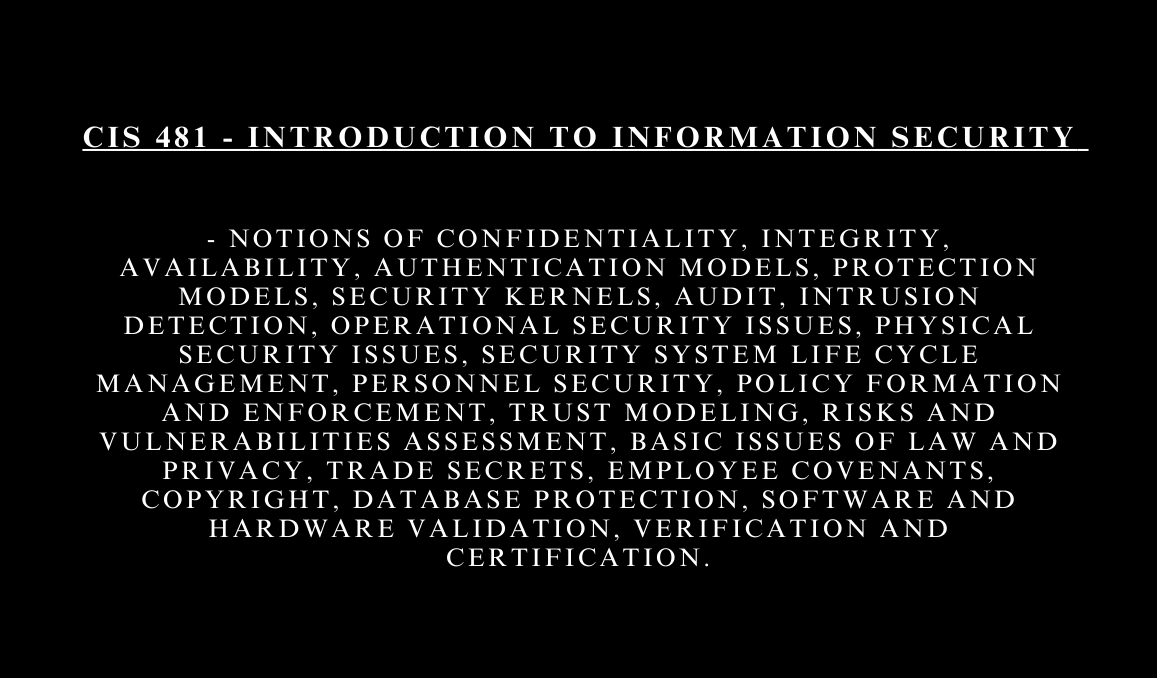 CIS 481 - INTRODUCTION TO INFORMATION SECURITY
- NOTIONS OF CONFIDENTIALITY, INTEGRITY,
AVAILABILITY, AUTHENTICATION MODELS, PROTECTION
MODELS, SECURITY KERNELS, AUDIT, INTRUSION
DETECTION, OPERATIONAL SECURITY ISSUES, PHYSICAL
SECURITY ISSUES, SECURITY SYSTEM LIFE CYCLE
MANAGEMENT, PERSONNEL SECURITY, POLICY FORMATION
AND ENFORCEMENT, TRUST MODELING, RISKS AND
VULNERABILITIES ASSESSMENT, BASIC ISSUES OF LAW AND
PRIVACY, TRADE SECRETS, EMPLOYEE COVENANTS,
COPYRIGHT, DATABASE PROTECTION, SOFTWARE AND
HARDWARE VALIDATION, VERIFICATION AND
CERTIFICATION.